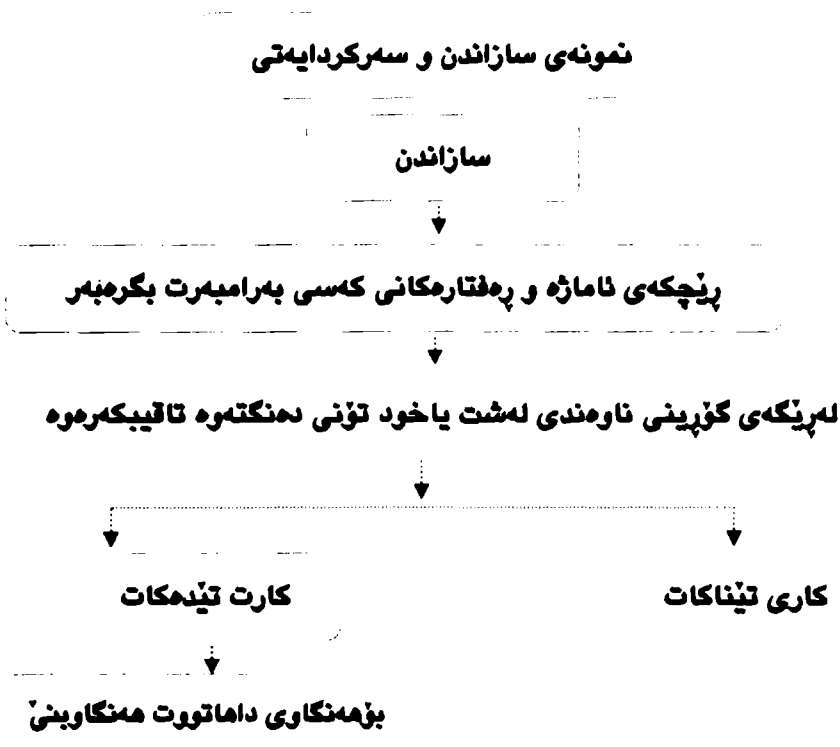 نمونەی سازاندن و سەرکردایەتی
سازاندن
ڕێچکەی ئاماژە و ڕەفتارەکانی کەسی بەرامبەرت بگرەبەر
لەڕێگەی گۆڕینی ناوەندی لەشت یاخود تۆنی دەنگتەوە تاقیبکەرەوە
کاری تێناکات
کارت تێدەکات
بۆهەنگاوی داهاتووت هەنگاوبنێ